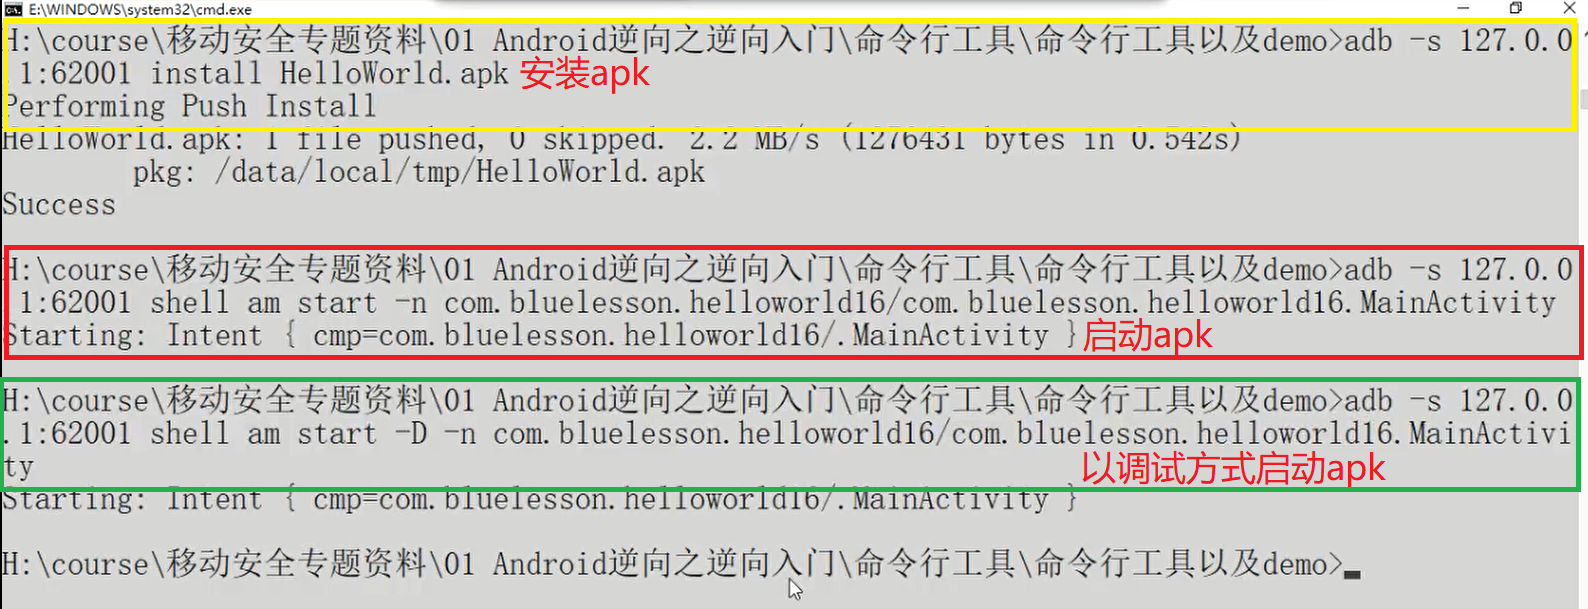 E:\WINDOWS\system32\cmd.exe
H:\course\移动安全专题资料\01 Android逆向之逆向入门\命令行工具\命令行工具以及demo>adb -s 127.0.0
.1:62001 install HelloWorld.apk 安装apk
Performing Push Install
HelloWorld.apk: 1 file pushed, 0 skipped. 2.2 MB/s (1276431 bytes in 0.542s)
pkg: /data/local/tmp/HelloWorld.apk
Success
H:\course\移动安全专题资料\01 Android逆向之逆向入门\命令行工具\命令行工具以及demo>adb -s 127.0.0
1:62001 shell am start -n com.bluelesson.helloworld16/com.bluelesson.helloworld16.MainActivity
Starting: Intent { cmp=com.bluelesson.helloworld16/.MainActivity } 启动apk
H:\course\移动安全专题资料\01 Android逆向之逆向入门\命令行工具\命令行工具以及demo>adb -s 127.0.0
.1:62001 shell am start -D -n com.bluelesson.helloworld16/com.bluelesson.helloworld16.MainActivi
ty
以调试方式启动apk
Starting: Intent { cmp=com.bluelesson.helloworld16/.MainActivity }
H:\course\移动安全专题资料\01 Android逆向之逆向入门\命令行工具\命令行工具以及demo>